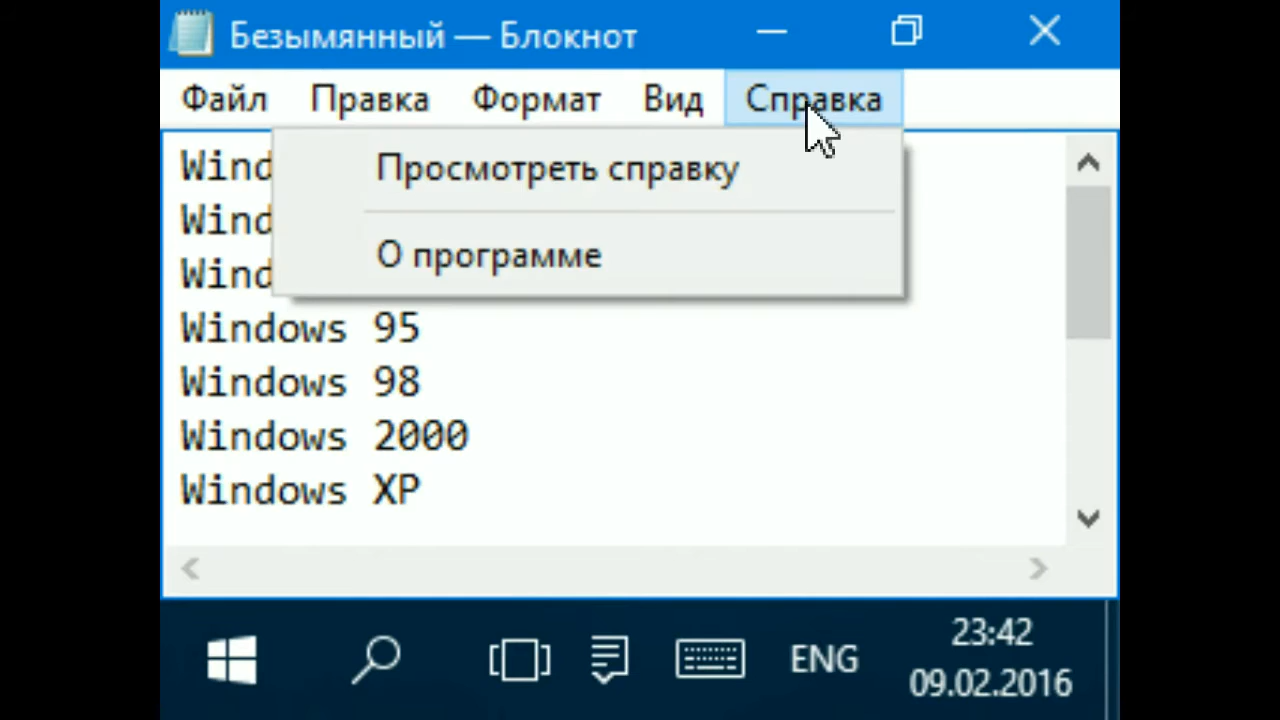 Безымянный — Блокнот
Файл Правка Формат Вид Справка
Просмотреть справку
О программе
Wind
Wind
Wind
Windows 95
Windows 98
Windows 2000
Windows XP
ENG
23:42
09.02.2016